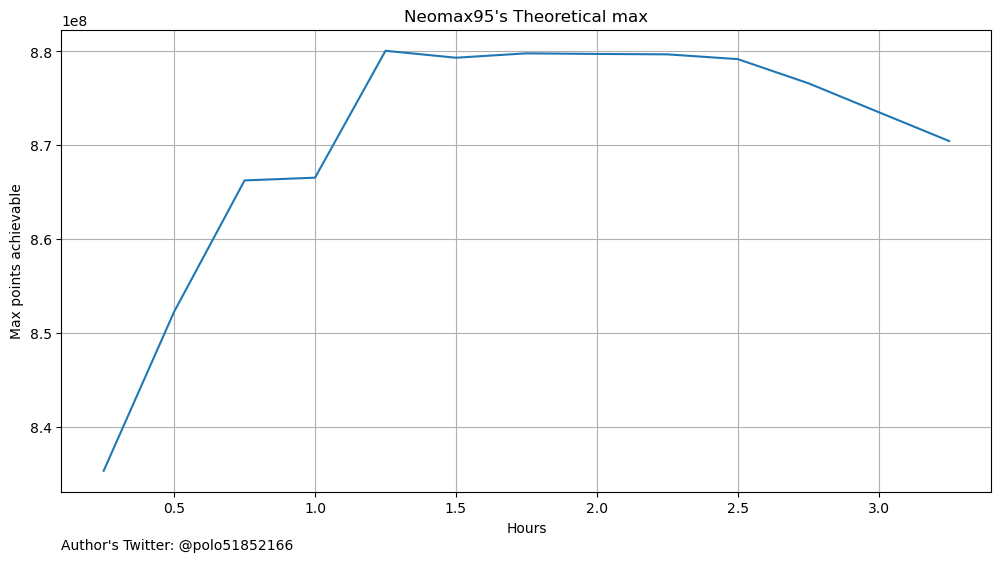 Neomax95's Theoretical max
1e8
8.8
8.7
8.6
8.5
8.4
Max points achievable
0.5 1.0 1.5 2.0 2.5 3.0
Hours
Author's Twitter: @polo51852166